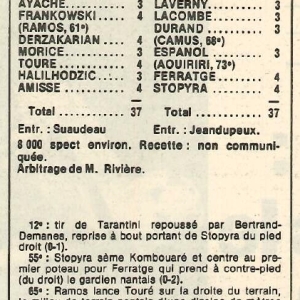 AYACHE ............ 3 LAVERNY ............ 3
FRANKOWSKI ...... 4 LACOMBE ............ 3
(RAMOS, 61e) DURAND ............ 3
DERZAKARIAN ...... 4 (CAMUS, 68e)
MORICE ............ 3 ESPANOL ............ 3
TOURE ............ 4 (AOUIRIRI, 73e)
HALILHODZIC ...... 3 FERRATGE ............ 4
AMISSE ............ 4 STOPYRA ............ 4
Total ............ 37 Total ............ 37
Entr. : Suaudeau Entr. : Jeandupeux.
8 000 spect environ. Recette : non communi-
quée.
Arbitrage de M. Rivière.
12e : tir de Tarantini repoussé par Bertrand-
Demanes, reprise à bout portant de Stopyra du pied
droit (0-1).
55e : Stopyra sème Kombouaré et centre au pre-
mier poteau pour Ferratge qui prend à contre-pied
(du droit) le gardien nantais (0-2).
65e : Ramos lance Touré sur la droite du terrain,